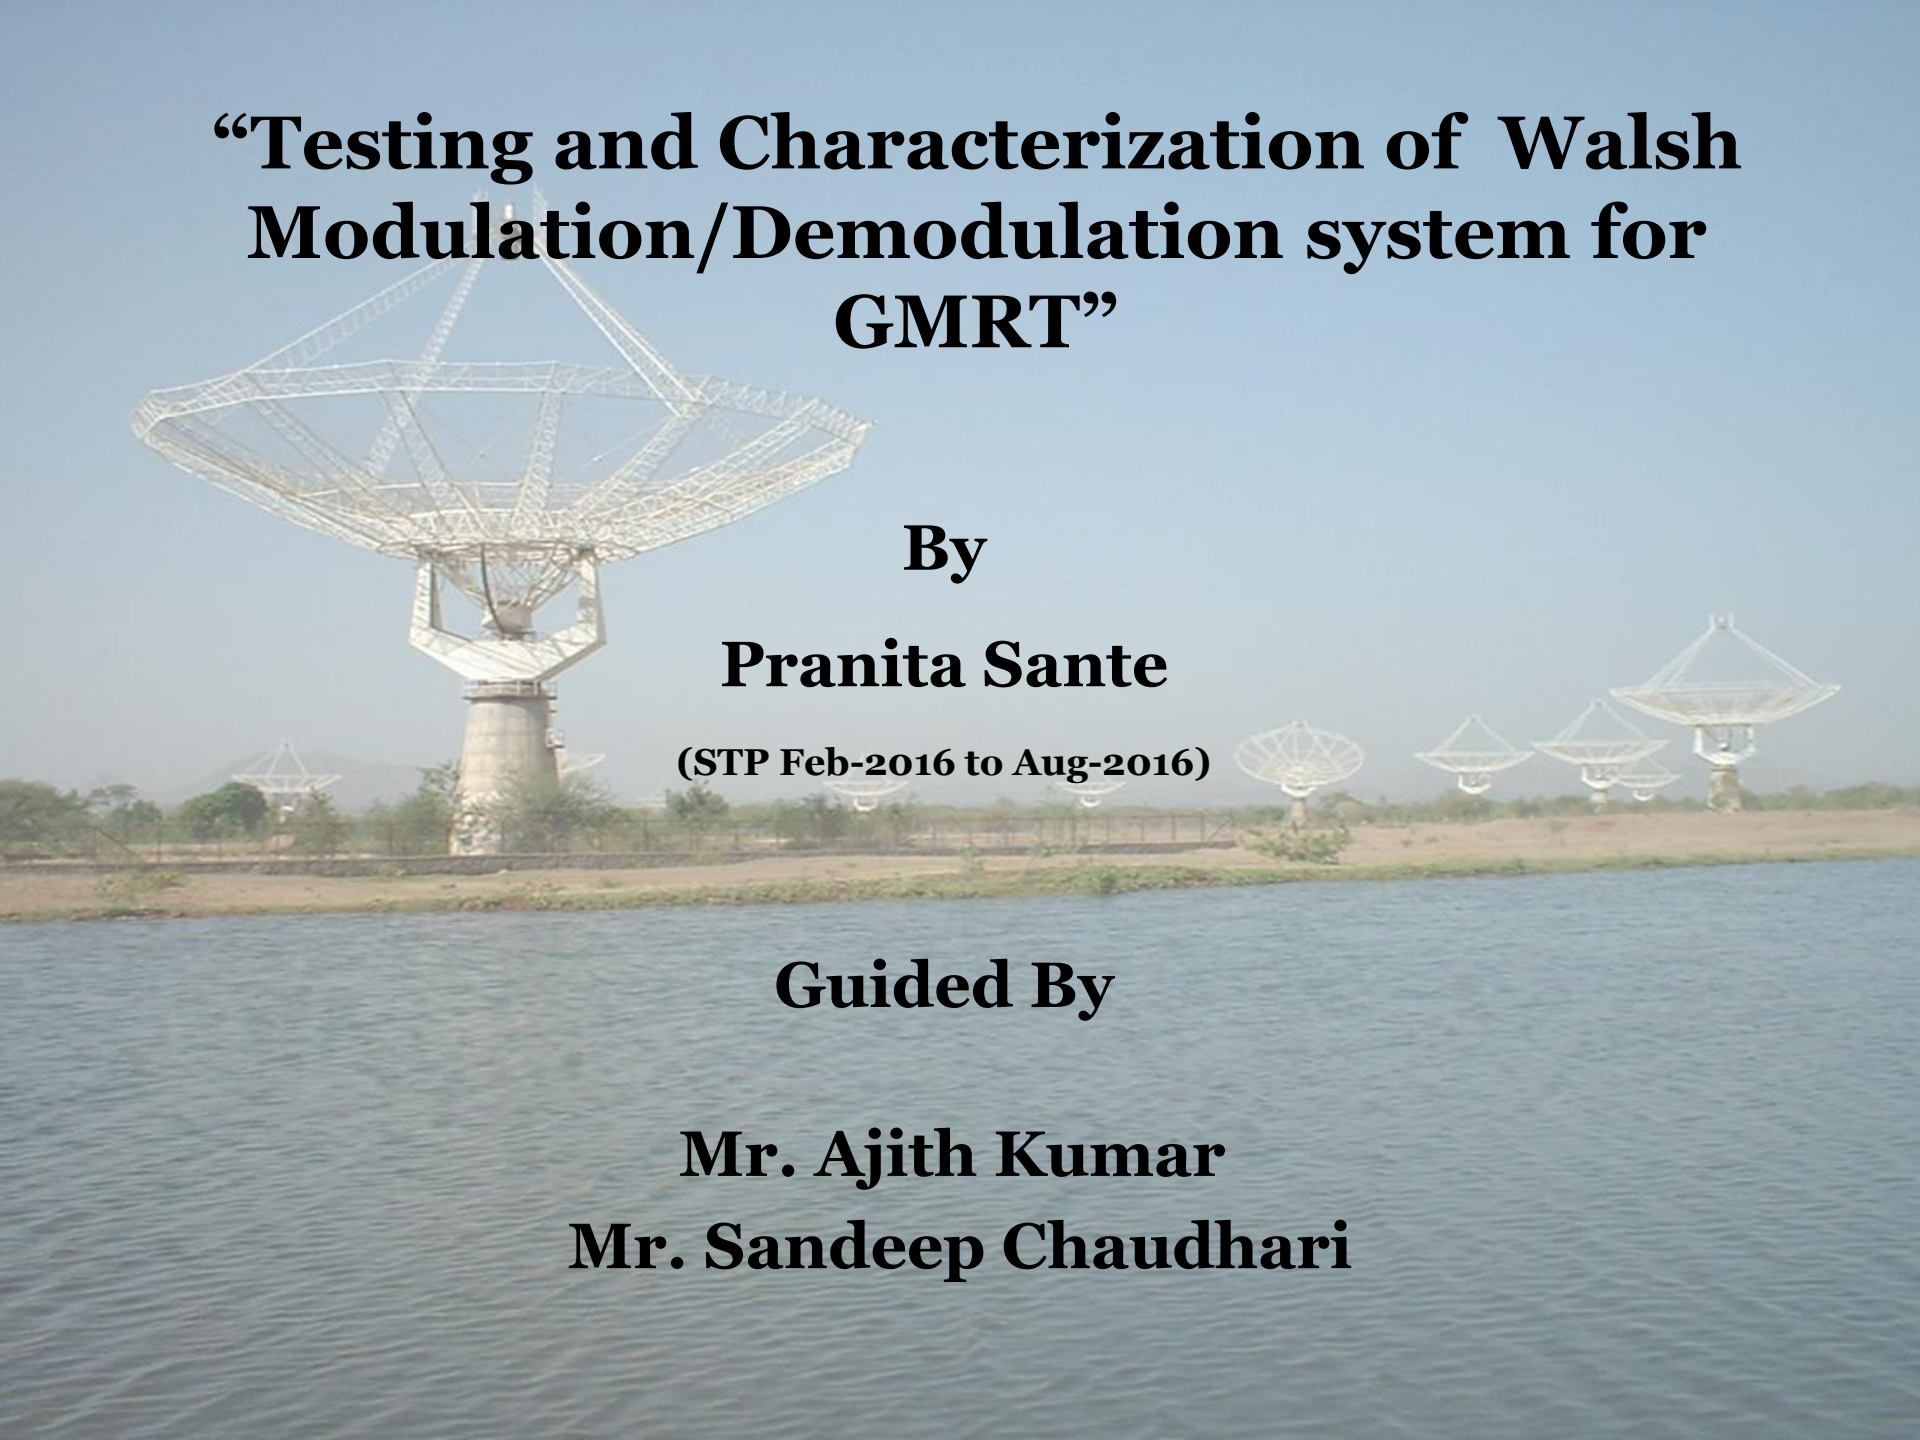 “Testing and Characterization of Walsh
Modulation/Demodulation system for
GMRT”
By
Pranita Sante
(STP Feb-2016 to Aug-2016)
Guided By
Mr. Ajith Kumar
Mr. Sandeep Chaudhari